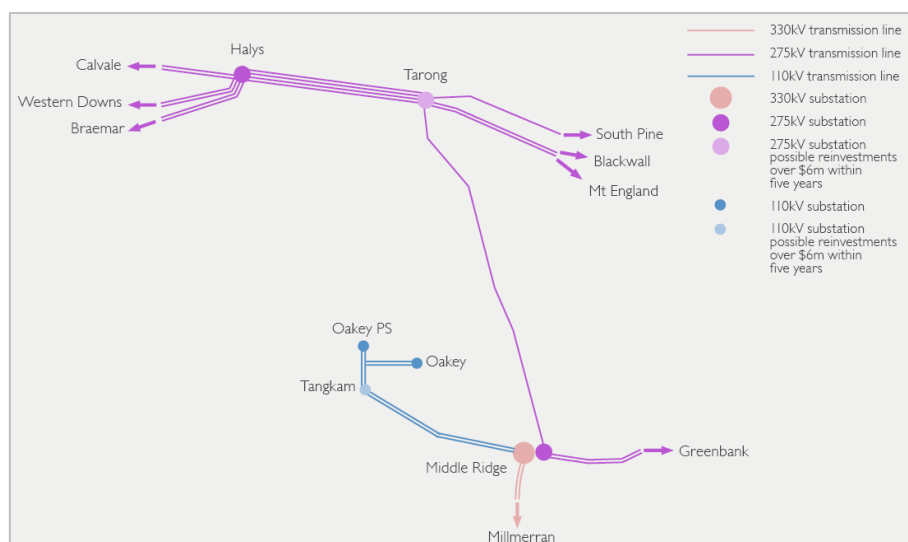 Halys
Calvale
Western Downs
Braemar
Tarong
South Pine
Blackwall
Mt England
Oakey PS
Oakey
Tangkam
Middle Ridge
Greenbank
Millmerran
330kV transmission line
275kV transmission line
110kV transmission line
330kV substation
275kV substation
275kV substation
possible reinvestments
over $6m within
five years
110kV substation
110kV substation
possible reinvestments
over $6m within
five years